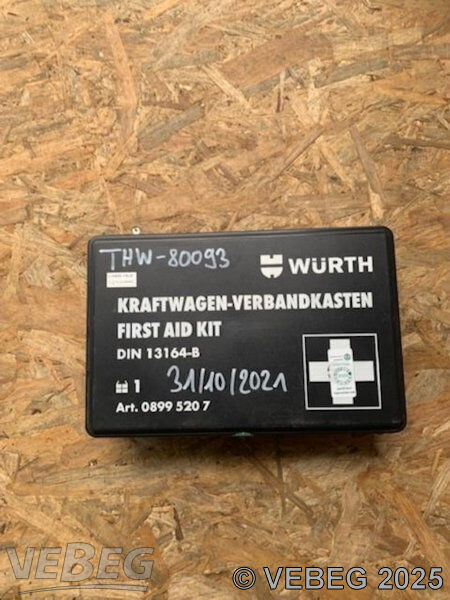 THW-80093
WÜRTH
KRAFTWAGEN-VERBANDKASTEN
FIRST AID KIT
DIN 13164-B
1 31/10/2021
Art. 0899 520 7
VEBEG
© VEBEG 2025